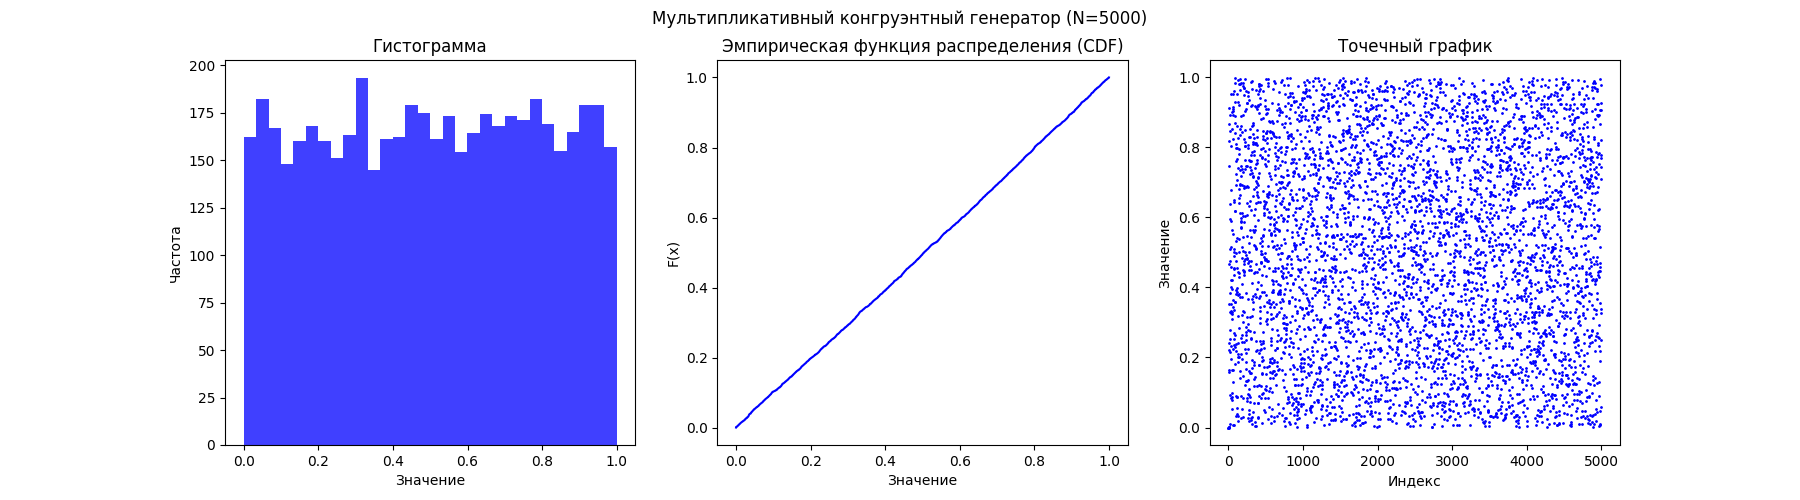 Мультипликативный конгруэнтный генератор (N=5000)
Гистограмма
200
175
150
125
100
75
50
25
0
Частота
0.0 0.2 0.4 0.6 0.8 1.0
Значение
Эмпирическая функция распределения (CDF)
1.0
0.8
0.6
0.4
0.2
0.0
F(x)
0.0 0.2 0.4 0.6 0.8 1.0
Значение
Точечный график
1.0
0.8
0.6
0.4
0.2
0.0
Значение
0 1000 2000 3000 4000 5000
Индекс